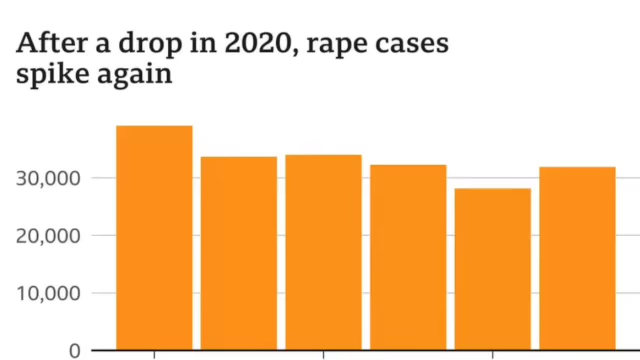 After a drop in 2020, rape cases
spike again
30,000
20,000
10,000
0